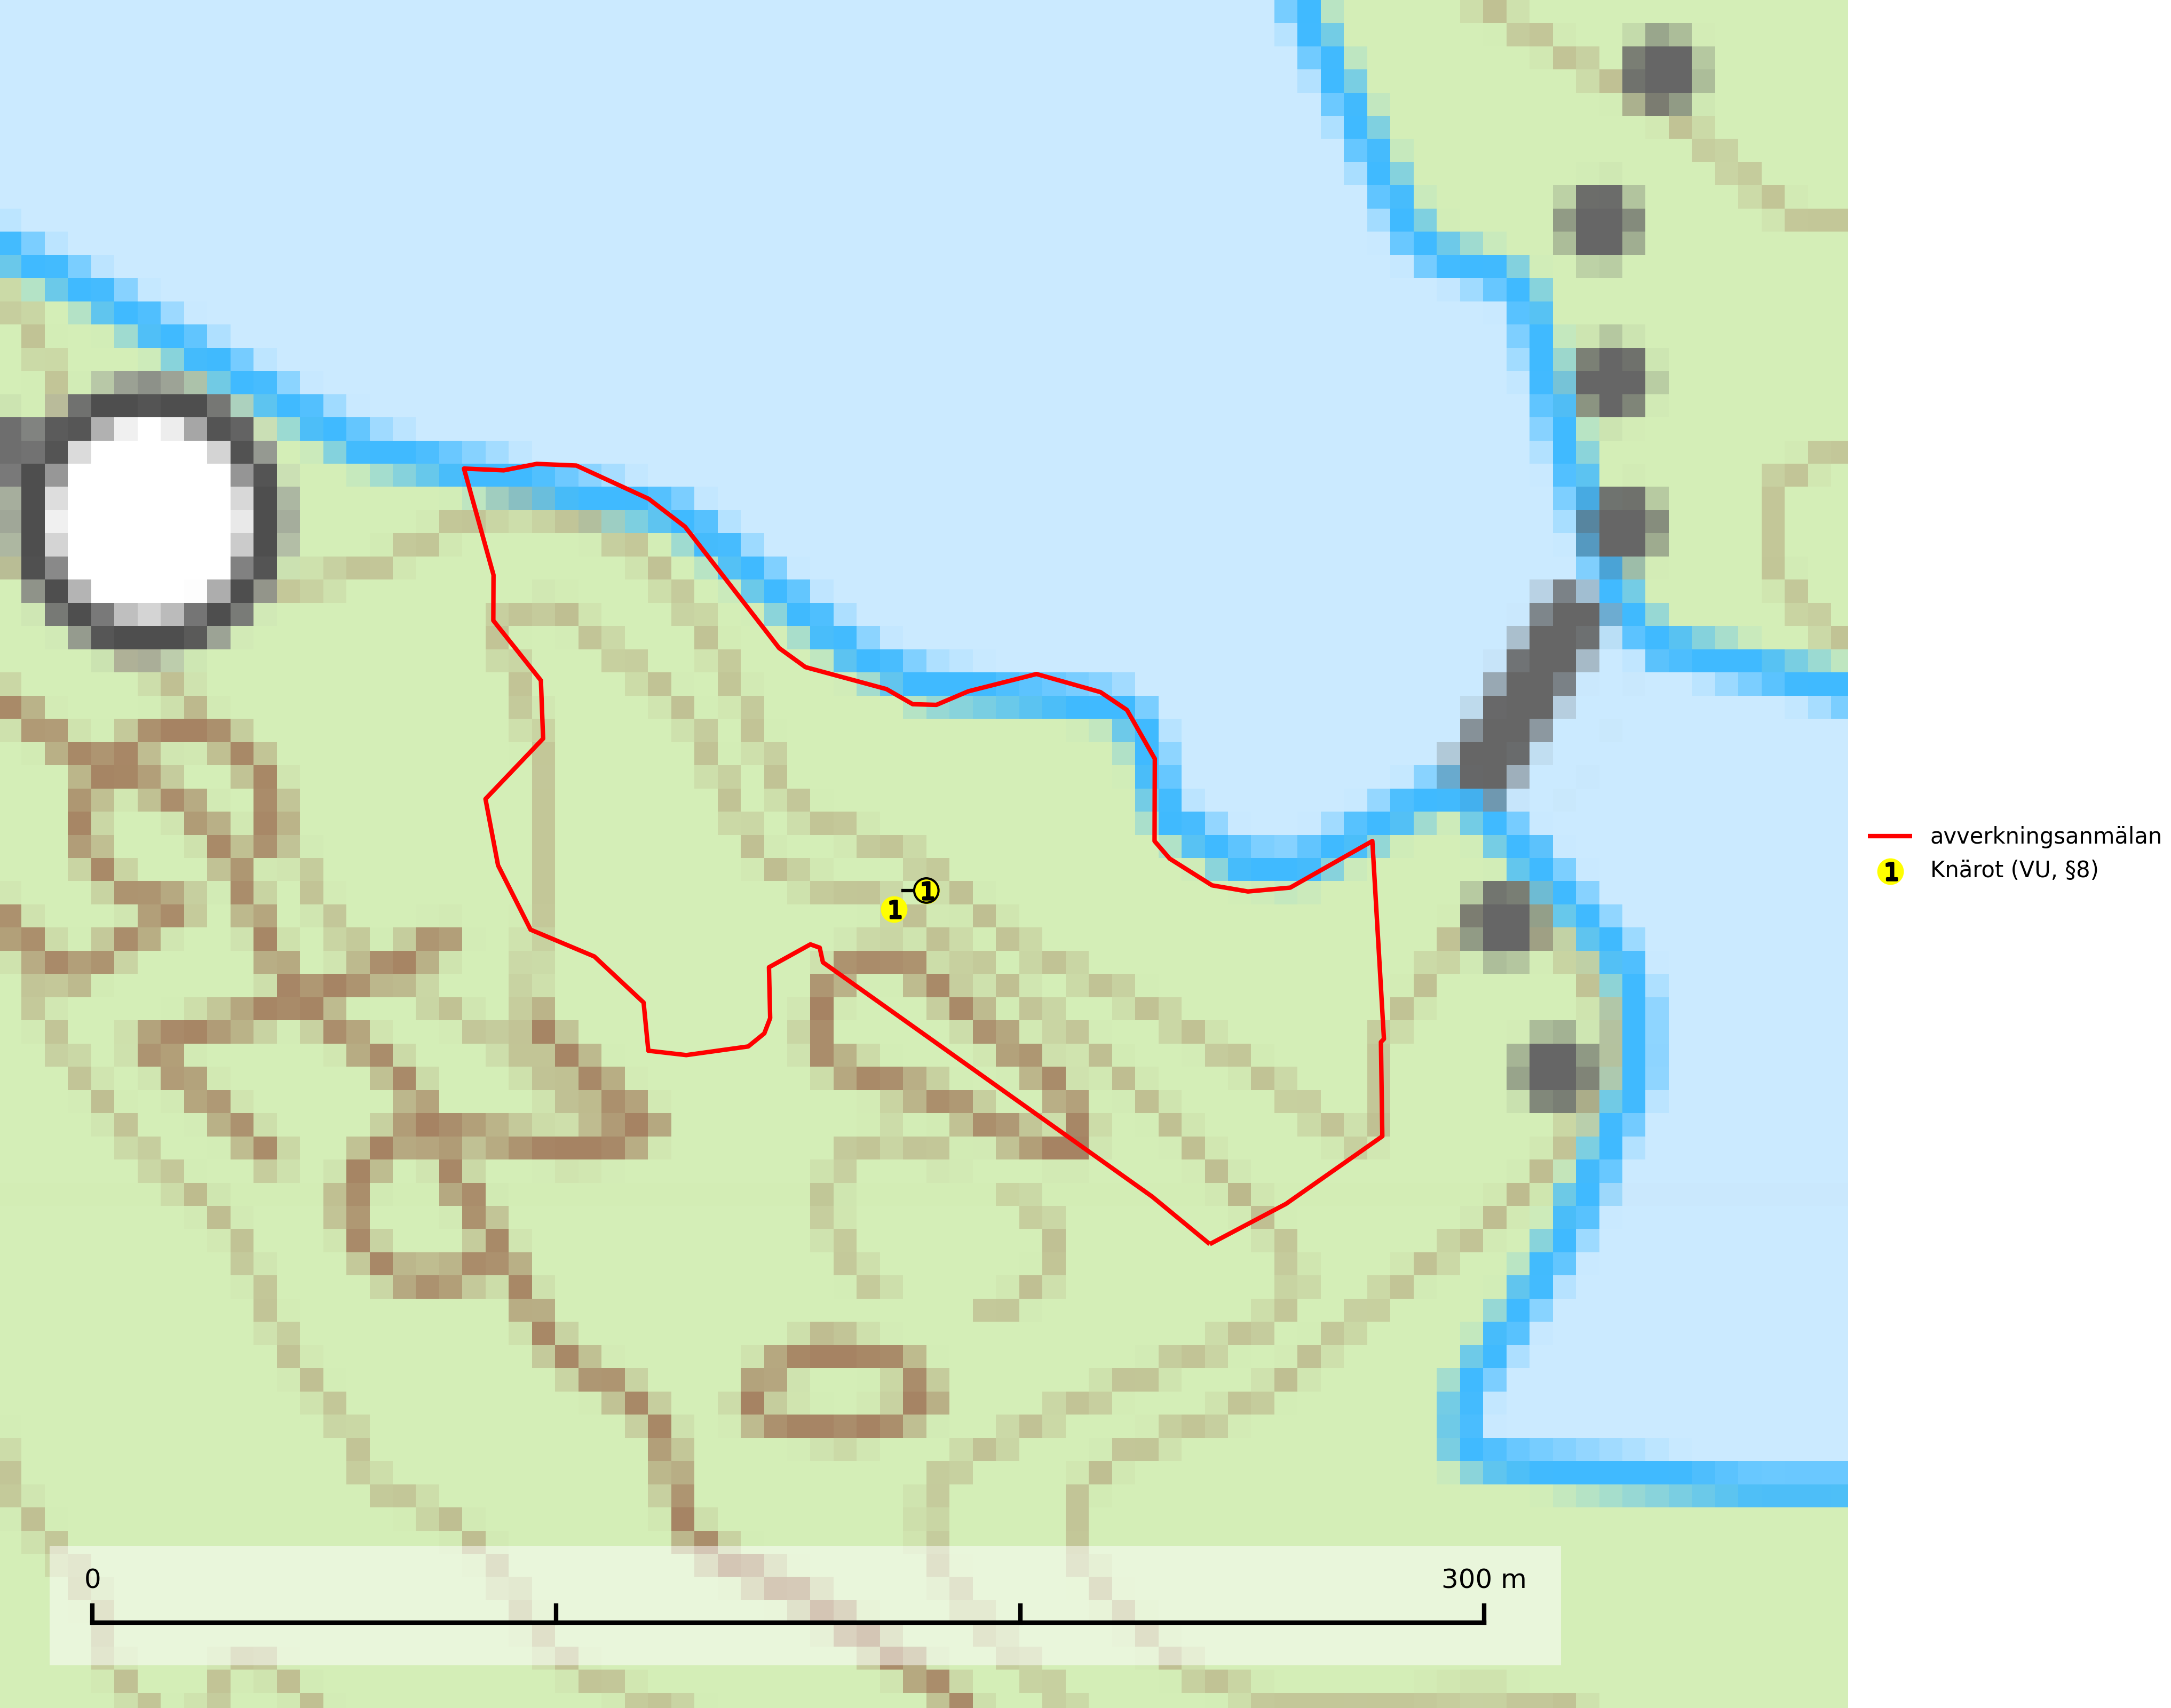 1
1
avverkningsanmälan
1 Knärot (VU, §8)
0 300 m